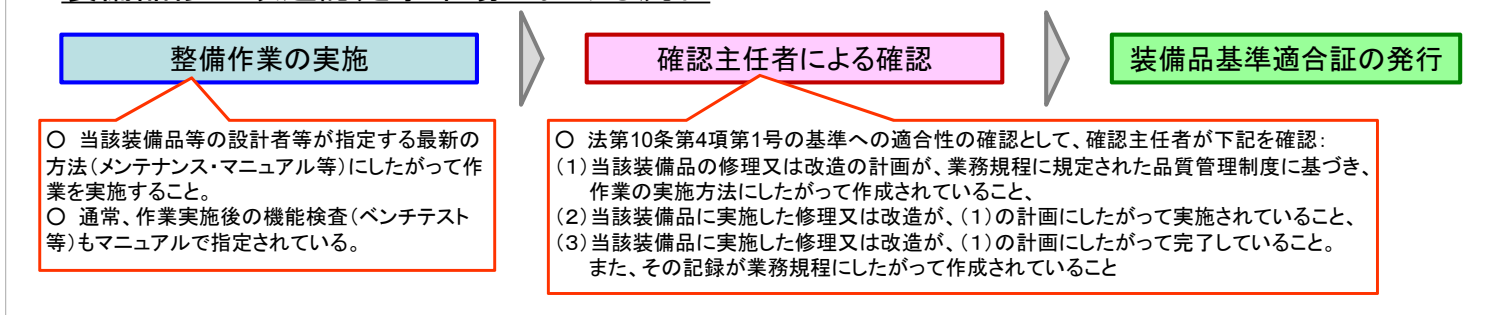 整備作業の実施
確認主任者による確認
装備品基準適合証の発行
○ 当該装備品等の設計者等が指定する最新の
方法(メンテナンス・マニュアル等)にしたがって作
業を実施すること。
○ 通常、作業実施後の機能検査(ベンチテスト
等)もマニュアルで指定されている。
○ 法第10条第4項第1号の基準への適合性の確認として、確認主任者が下記を確認:
(1)当該装備品の修理又は改造の計画が、業務規程に規定された品質管理制度に基づき、
作業の実施方法にしたがって作成されていること、
(2)当該装備品に実施した修理又は改造が、(1)の計画にしたがって実施されていること、
(3)当該装備品に実施した修理又は改造が、(1)の計画にしたがって完了していること。
また、その記録が業務規程にしたがって作成されていること